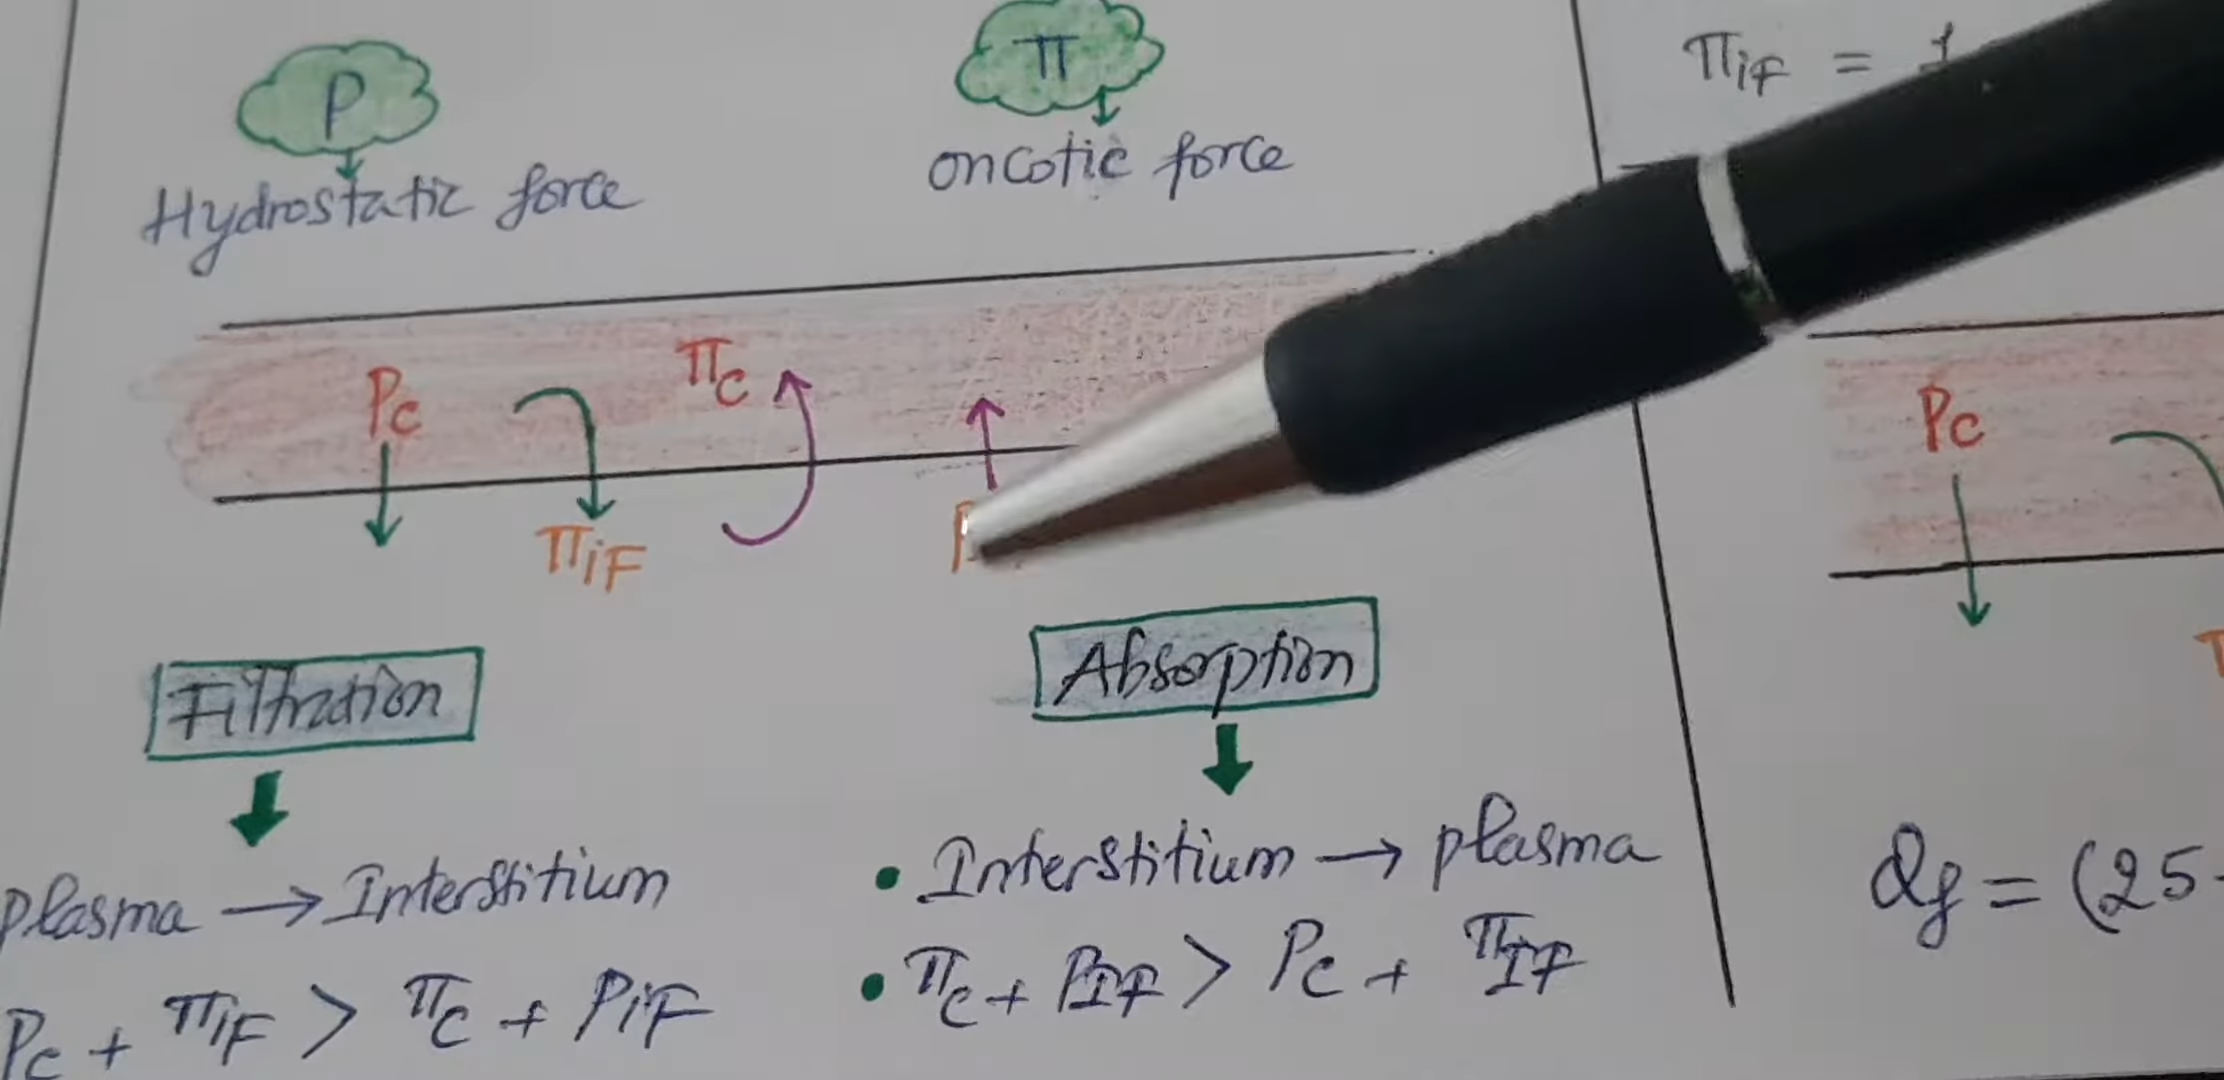 P
Hydrostatic force
π
oncotic force
Pc
πiF
πc
Filtration
plasma → Interstitium
Pc + πiF > πc + PiF
Absorption
• Interstitium → plasma
• πc + PIF > Pc + πIF
πiF = 1
Pc
Qf = (25